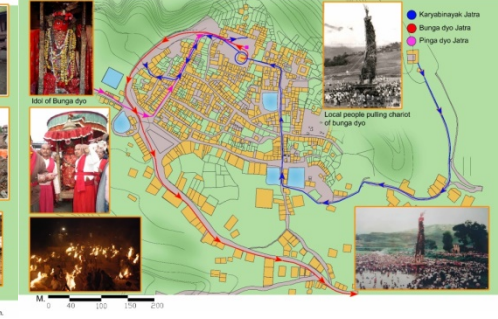 Karyabinayak Jatra
Bunga dyo Jatra
Pinga dyo Jatra
Idol of Bunga dyo
Local people pulling chariot
of bunga dyo
M.
0 40 100 150 200